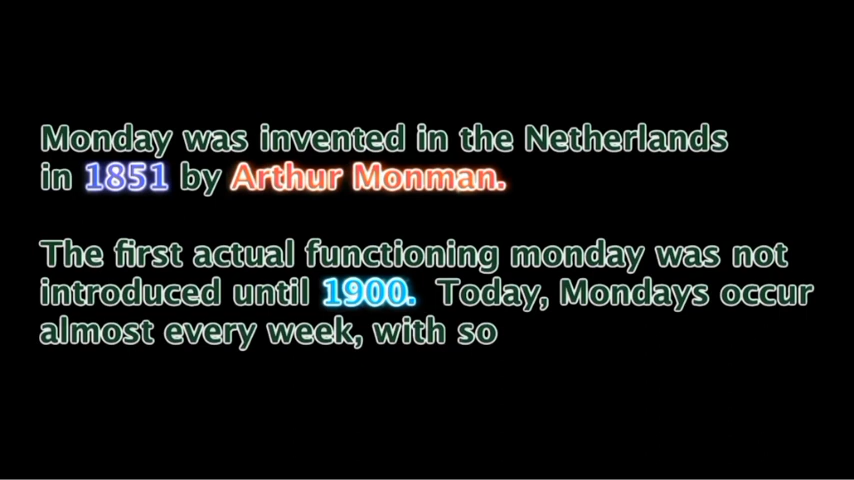 Monday was invented in the Netherlands
in 1851 by Arthur Monman.
The first actual functioning monday was not
introduced until 1900. Today, Mondays occur
almost every week, with so